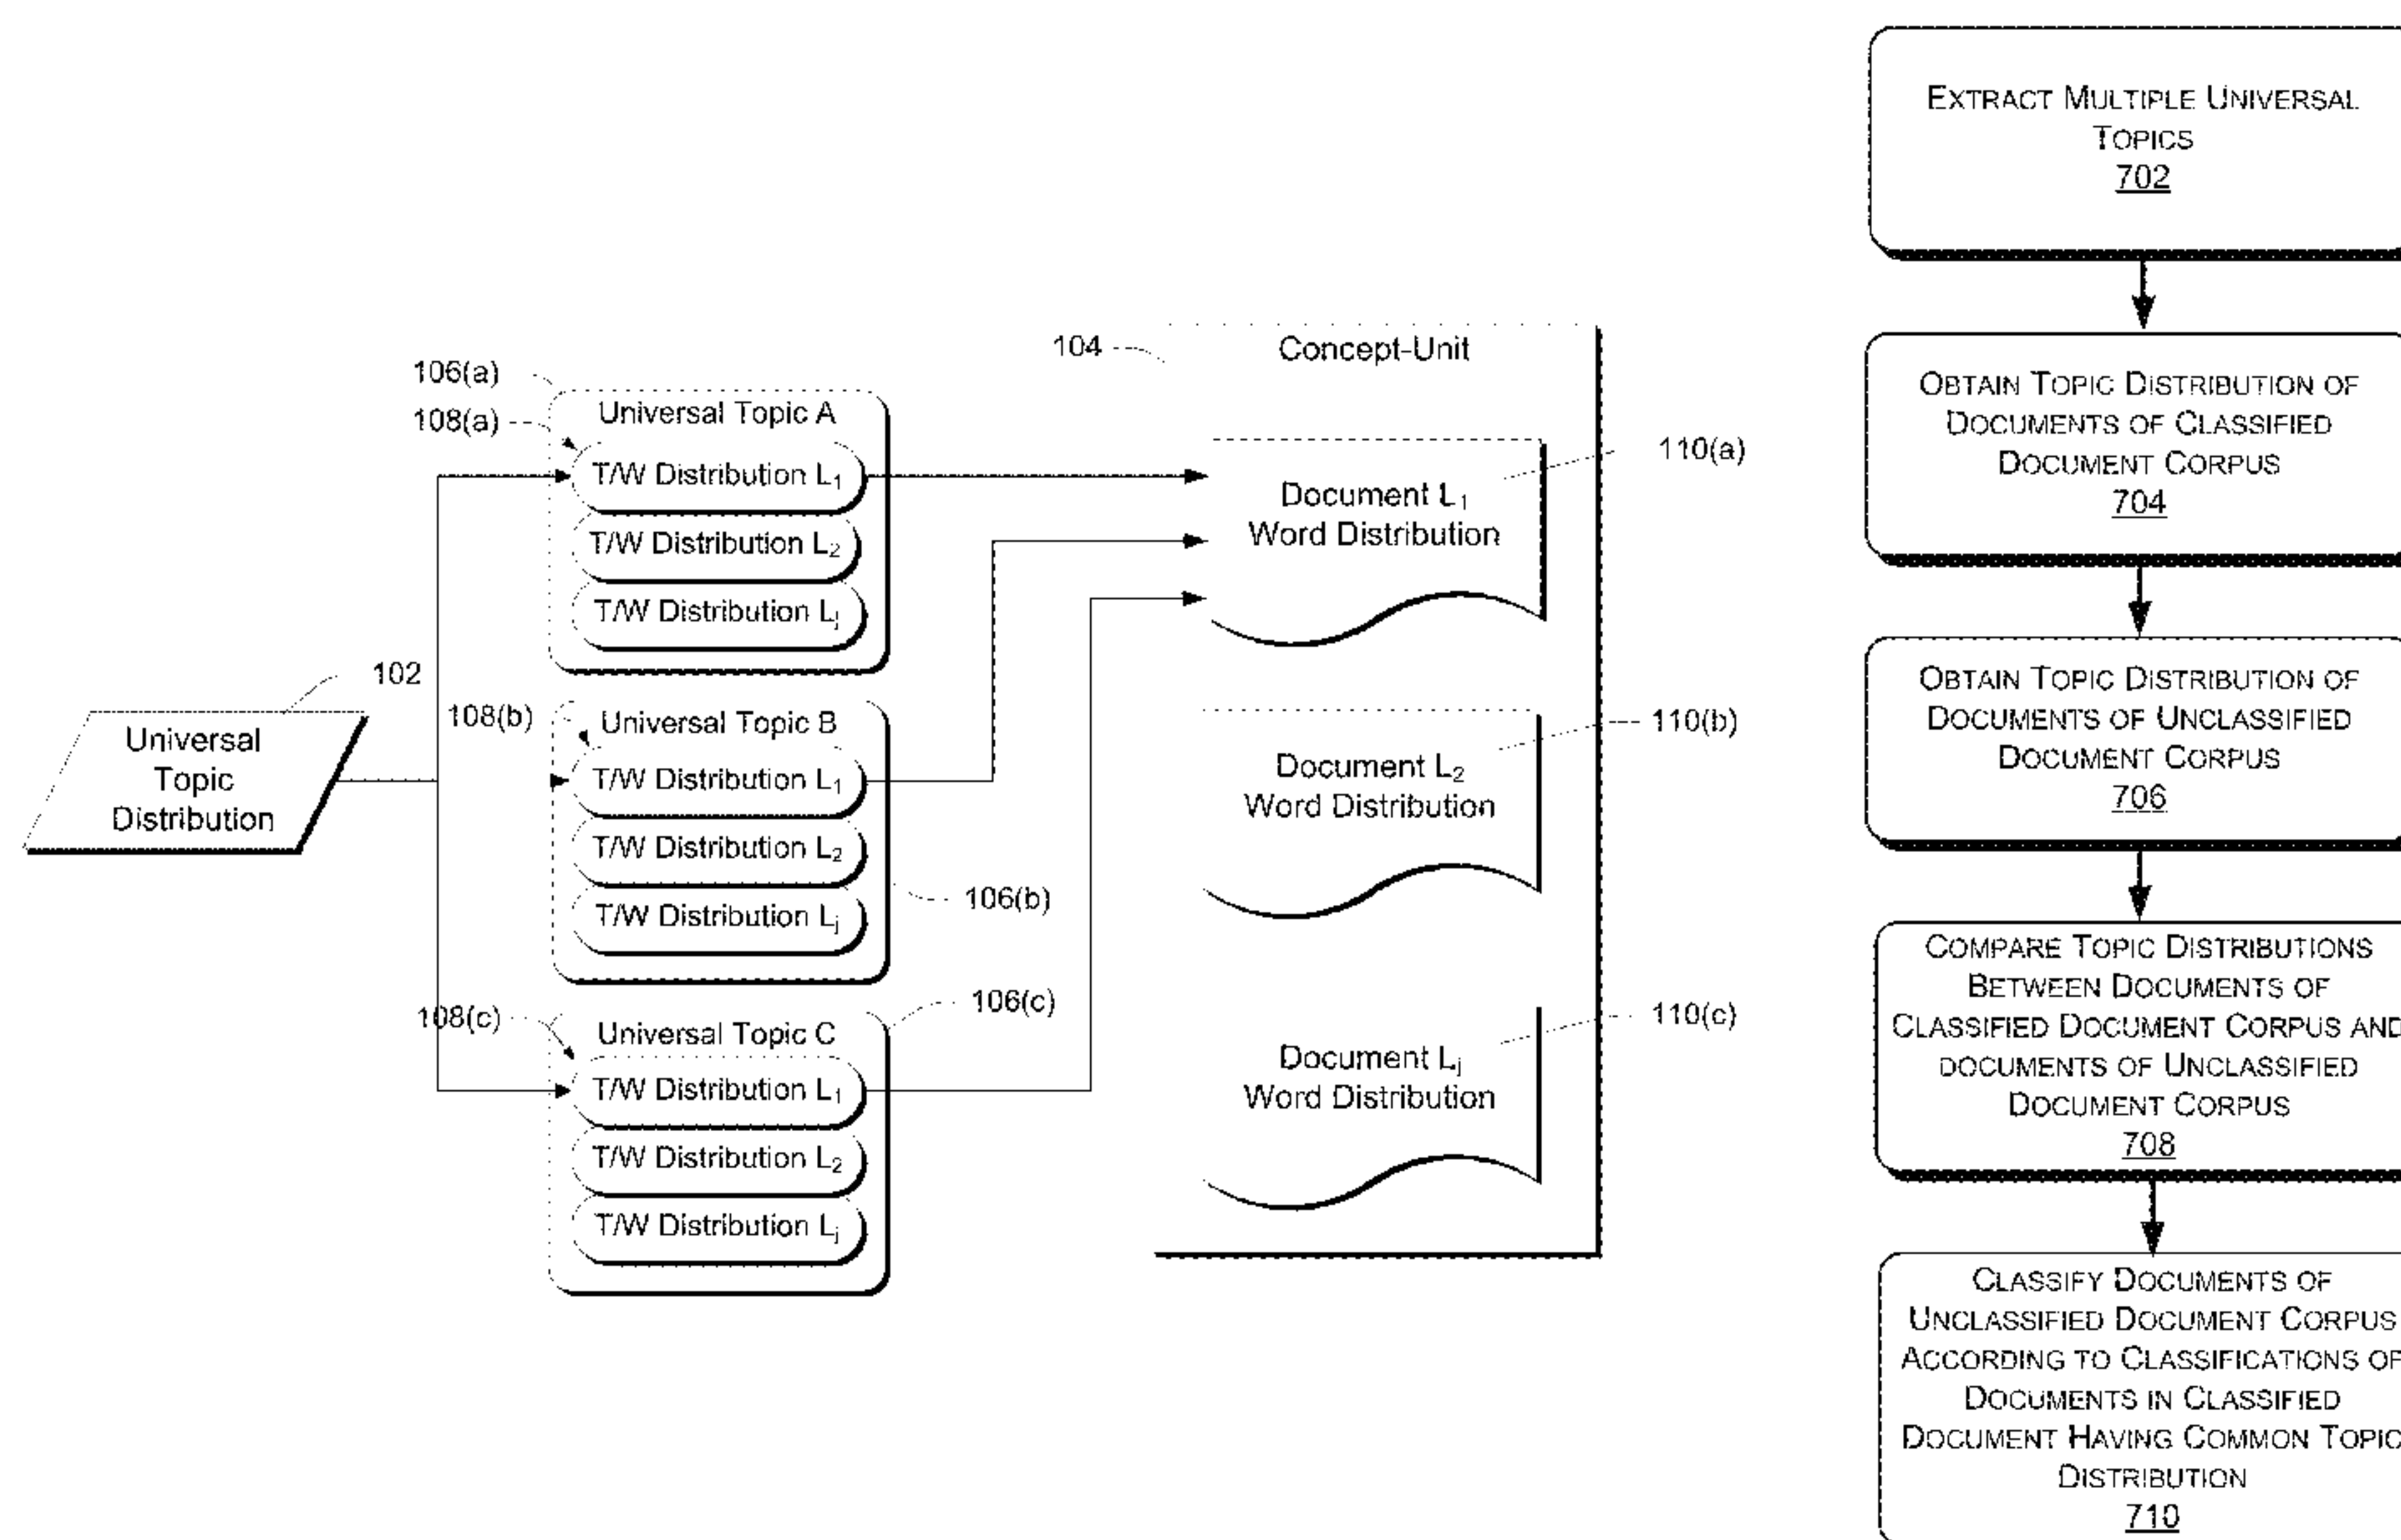 102
Universal
Topic
Distribution
106(a)
108(a)
Universal Topic A
T/W Distribution L₁
T/W Distribution L₂
T/W Distribution Lⱼ
108(b)
Universal Topic B
T/W Distribution L₁
T/W Distribution L₂
T/W Distribution Lⱼ
106(b)
108(c)
106(c)
Universal Topic C
T/W Distribution L₁
T/W Distribution L₂
T/W Distribution Lⱼ
104
Concept-Unit
110(a)
Document L₁
Word Distribution
110(b)
Document L₂
Word Distribution
110(c)
Document Lⱼ
Word Distribution
EXTRACT MULTIPLE UNIVERSAL
TOPICS
702
OBTAIN TOPIC DISTRIBUTION OF
DOCUMENTS OF CLASSIFIED
DOCUMENT CORPUS
704
OBTAIN TOPIC DISTRIBUTION OF
DOCUMENTS OF UNCLASSIFIED
DOCUMENT CORPUS
706
COMPARE TOPIC DISTRIBUTIONS
BETWEEN DOCUMENTS OF
CLASSIFIED DOCUMENT CORPUS AND
DOCUMENTS OF UNCLASSIFIED
DOCUMENT CORPUS
708
CLASSIFY DOCUMENTS OF
UNCLASSIFIED DOCUMENT CORPUS
ACCORDING TO CLASSIFICATIONS OF
DOCUMENTS IN CLASSIFIED
DOCUMENT HAVING COMMON TOPIC
DISTRIBUTION
710